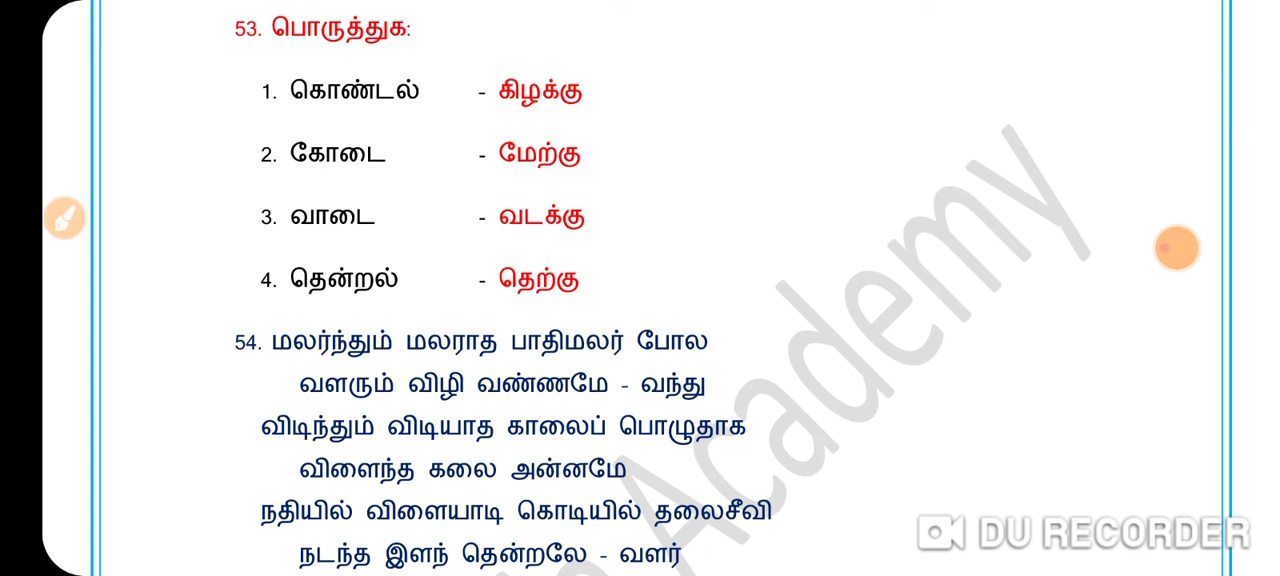 53. பொருத்துக:
1. கொண்டல் - கிழக்கு
2. கோடை - மேற்கு
3. வாடை - வடக்கு
4. தென்றல் - தெற்கு
54. மலர்ந்தும் மலராத பாதிமலர் போல
வளரும் விழி வண்ணமே - வந்து
விடிந்தும் விடியாத காலைப் பொழுதாக
விளைந்த கலை அன்னமே
நதியில் விளையாடி கொடியில் தலைசீவி
நடந்த இளந் தென்றலே - வளர்
Academy
DU RECORDER